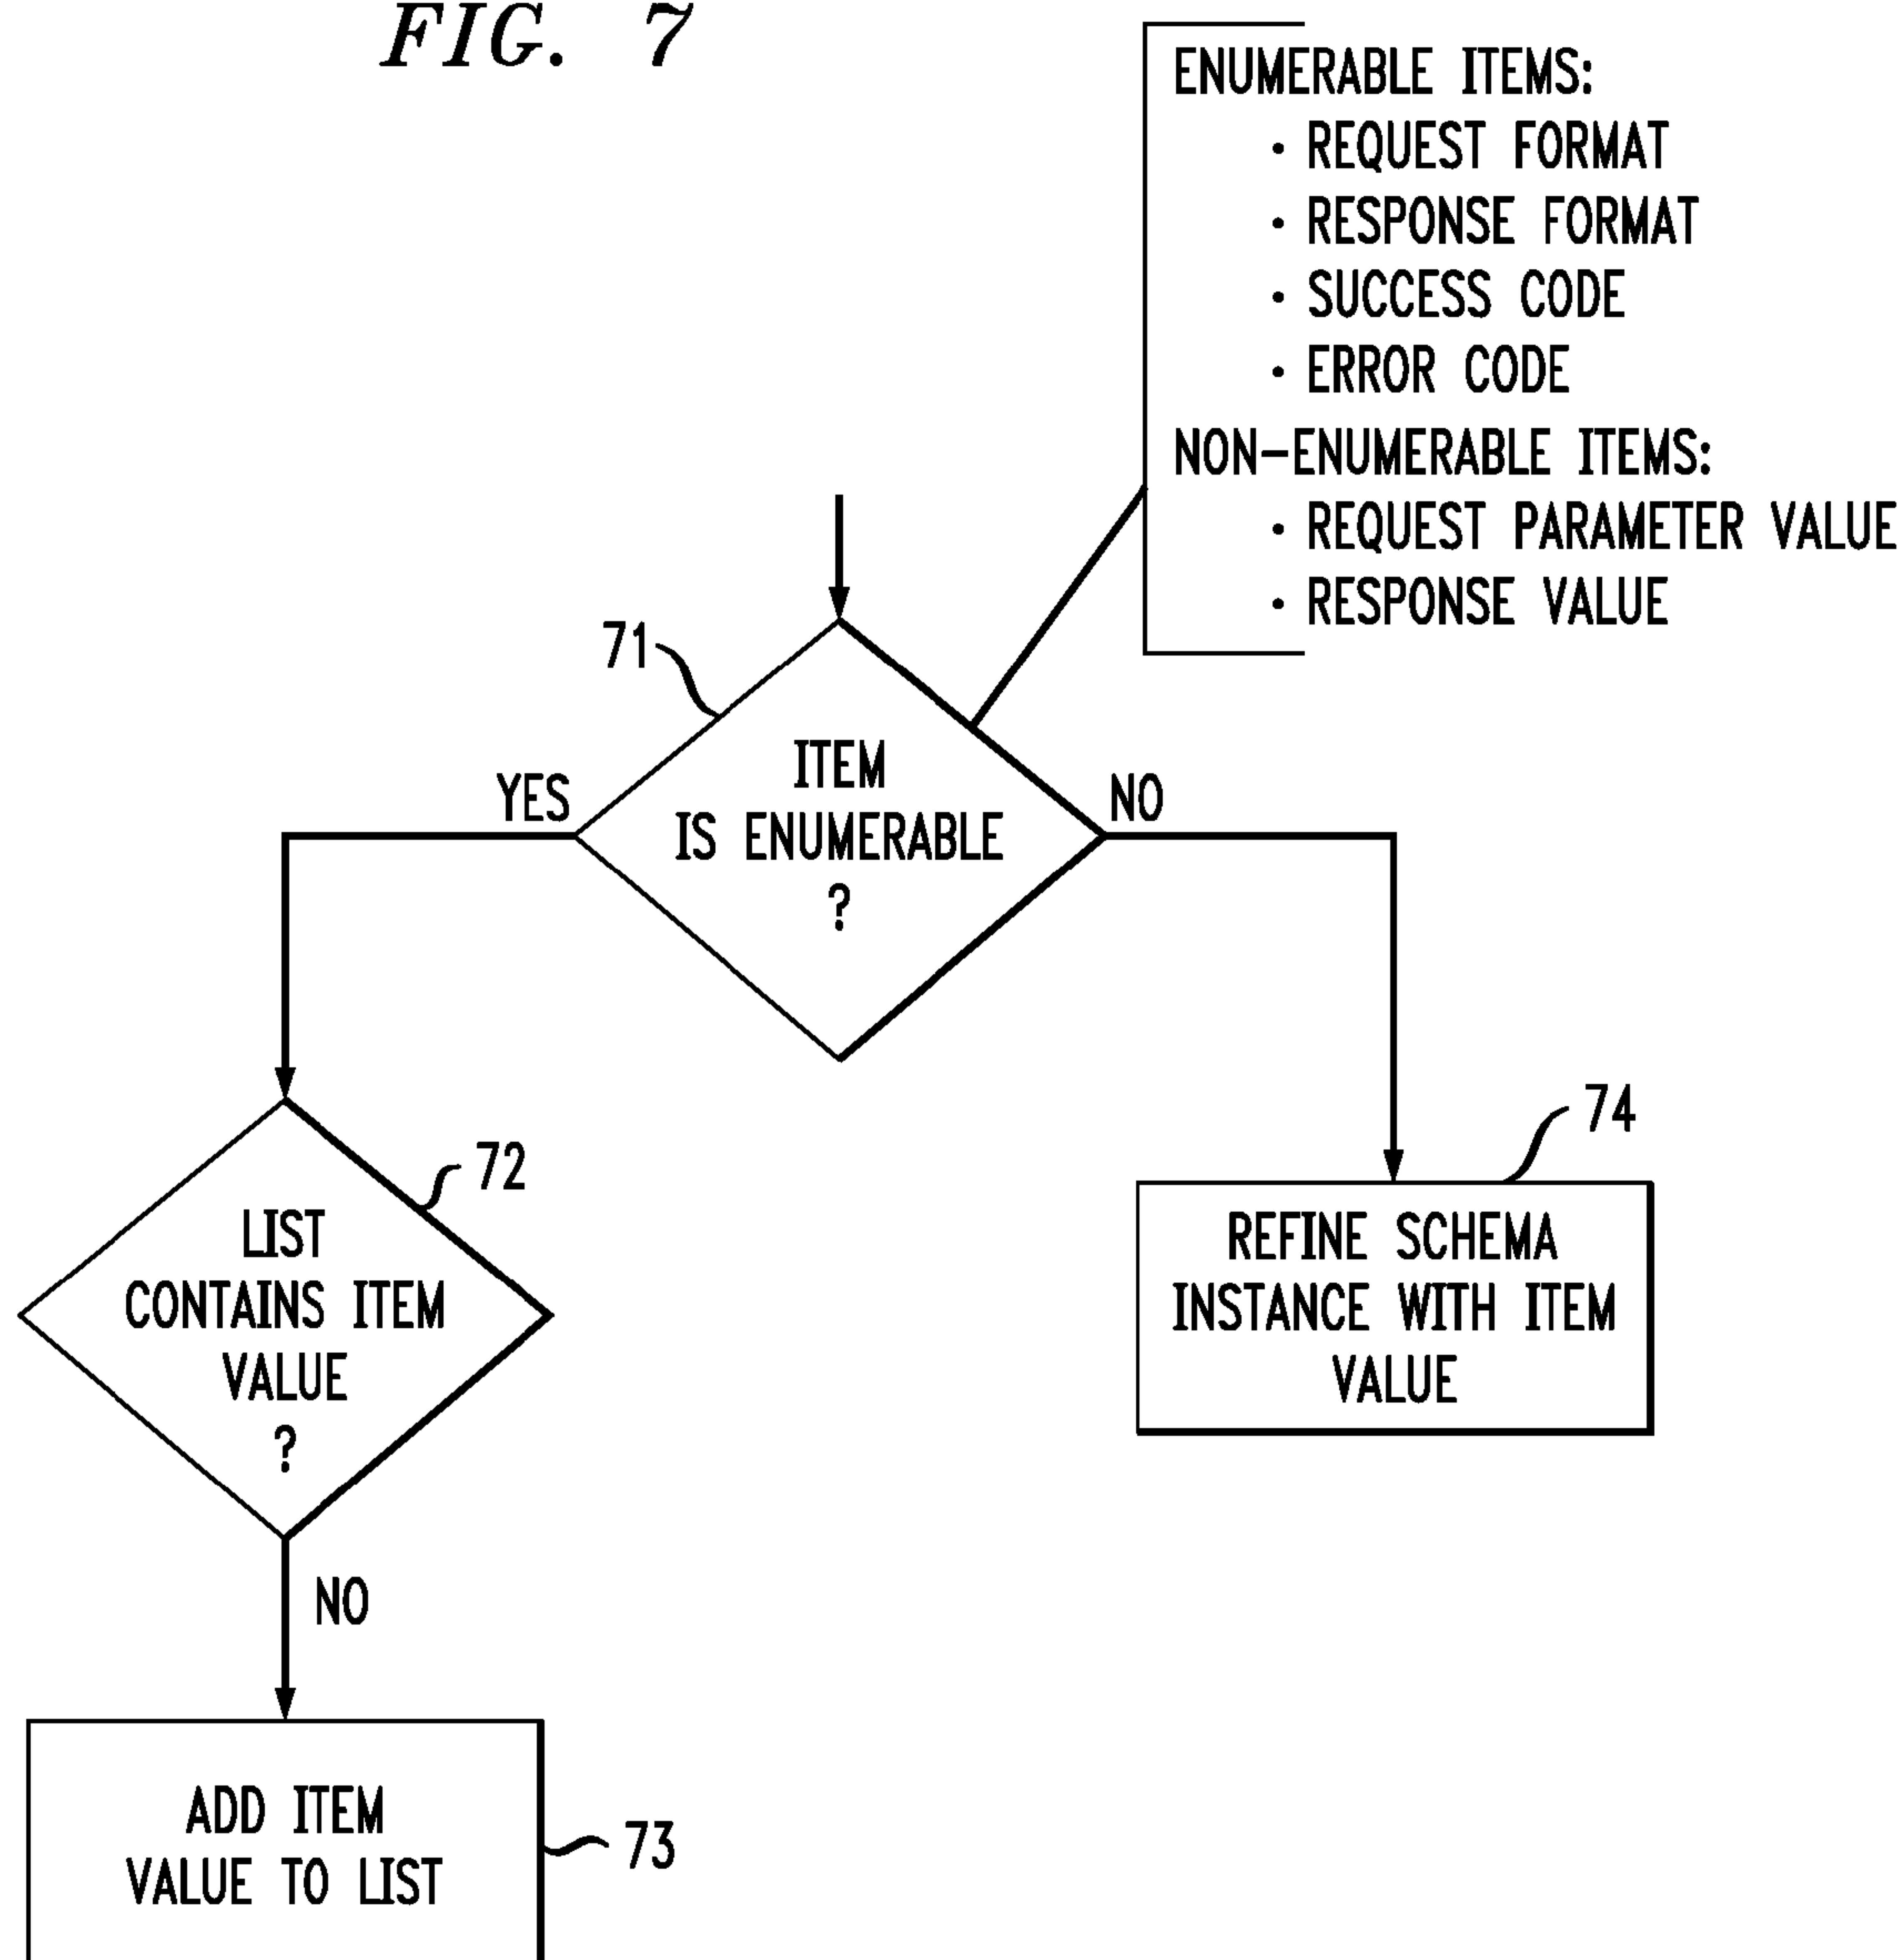 FIG. 7
ENUMERABLE ITEMS:
· REQUEST FORMAT
· RESPONSE FORMAT
· SUCCESS CODE
· ERROR CODE
NON-ENUMERABLE ITEMS:
· REQUEST PARAMETER VALUE
· RESPONSE VALUE
71
ITEM
IS ENUMERABLE
?
YES
NO
72
LIST
CONTAINS ITEM
VALUE
?
74
REFINE SCHEMA
INSTANCE WITH ITEM
VALUE
NO
ADD ITEM
VALUE TO LIST
73